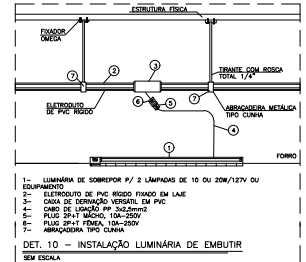 ESTRUTURA FÍSICA
FIXADOR
OMEGA
7
2
3
7
TIRANTE COM ROSCA
TOTAL 1/4"
6
5
ELETRODUTO
DE PVC RÍGIDO
ABRAÇADEIRA METÁLICA
TIPO CUNHA
4
1
FORRO
1- LUMINÁRIA DE SOBREPOR P/ 2 LÂMPADAS DE 10 OU 20W/127V OU
EQUIPAMENTO
2- ELETRODUTO DE PVC RÍGIDO FIXADO EM LAJE
3- CAIXA DE DERIVAÇÃO VERSÁTIL EM PVC
4- CABO DE LIGAÇÃO PP 3x2,5mm2
5- PLUG 2P+T MACHO, 10A-250V
6- PLUG 2P+T FÊMEA, 10A-250V
7- ABRAÇADEIRA TIPO CUNHA
DET. 10 - INSTALAÇÃO LUMINÁRIA DE EMBUTIR
SEM ESCALA